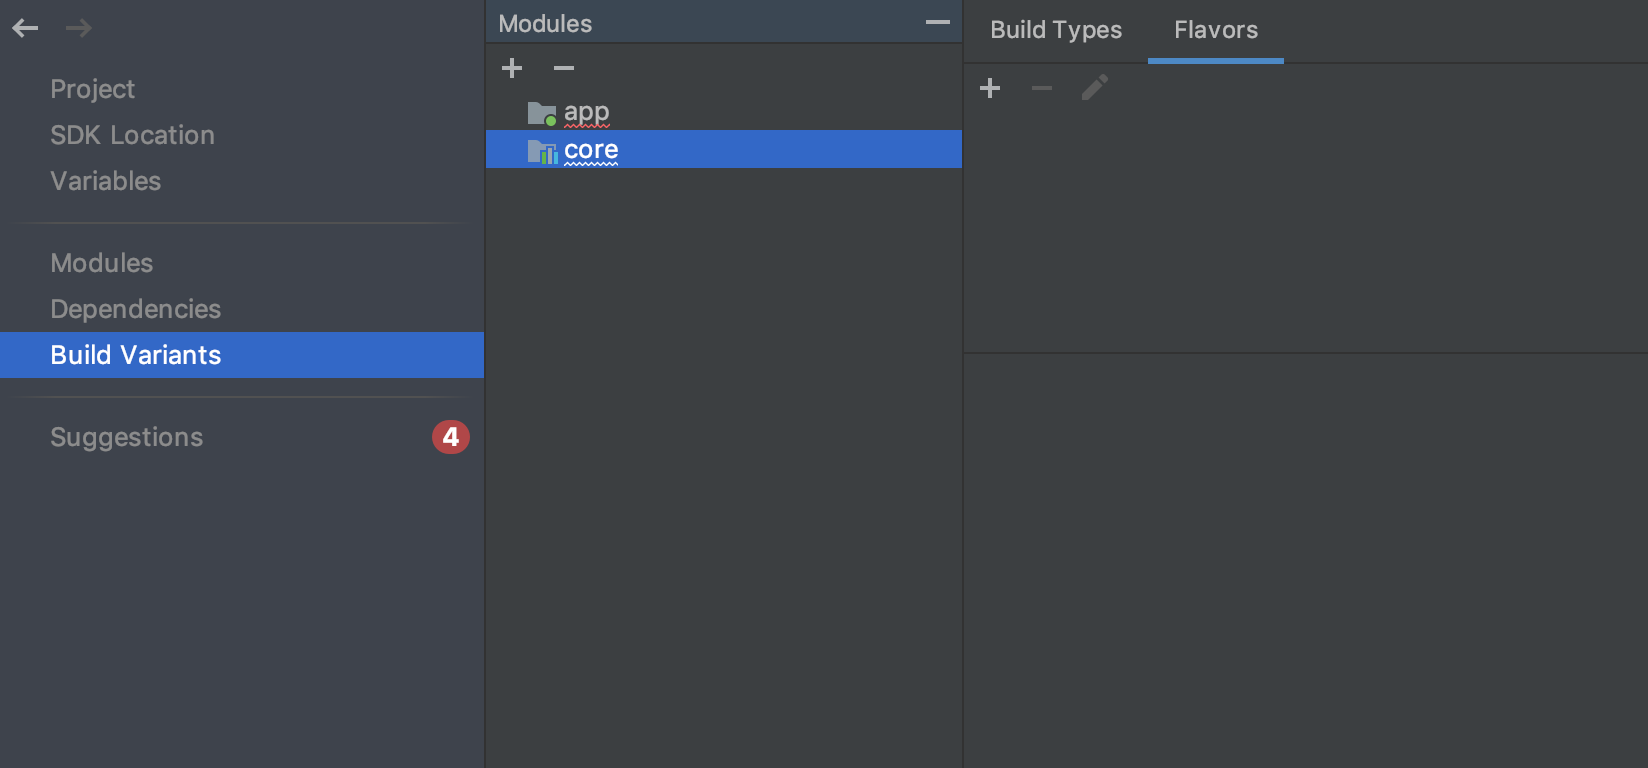 Project
SDK Location
Variables
Modules
Dependencies
Build Variants
Suggestions
4
Modules
app
core
Build Types
Flavors